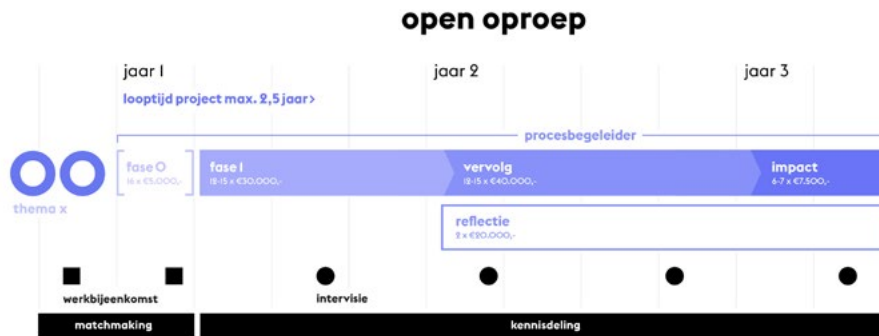 open oproep
jaar 1
jaar 2
jaar 3
looptijd project max. 2,5 jaar>
procesbegeleider
fase 0
16 x €5.000,-
fase 1
12-15 x €30.000,-
vervolg
12-15 x €40.000,-
impact
6-7 x €7.500,-
thema x
reflectie
2 x €20.000,-
werkbijeenkomst
intervisie
matchmaking
kennisdeling